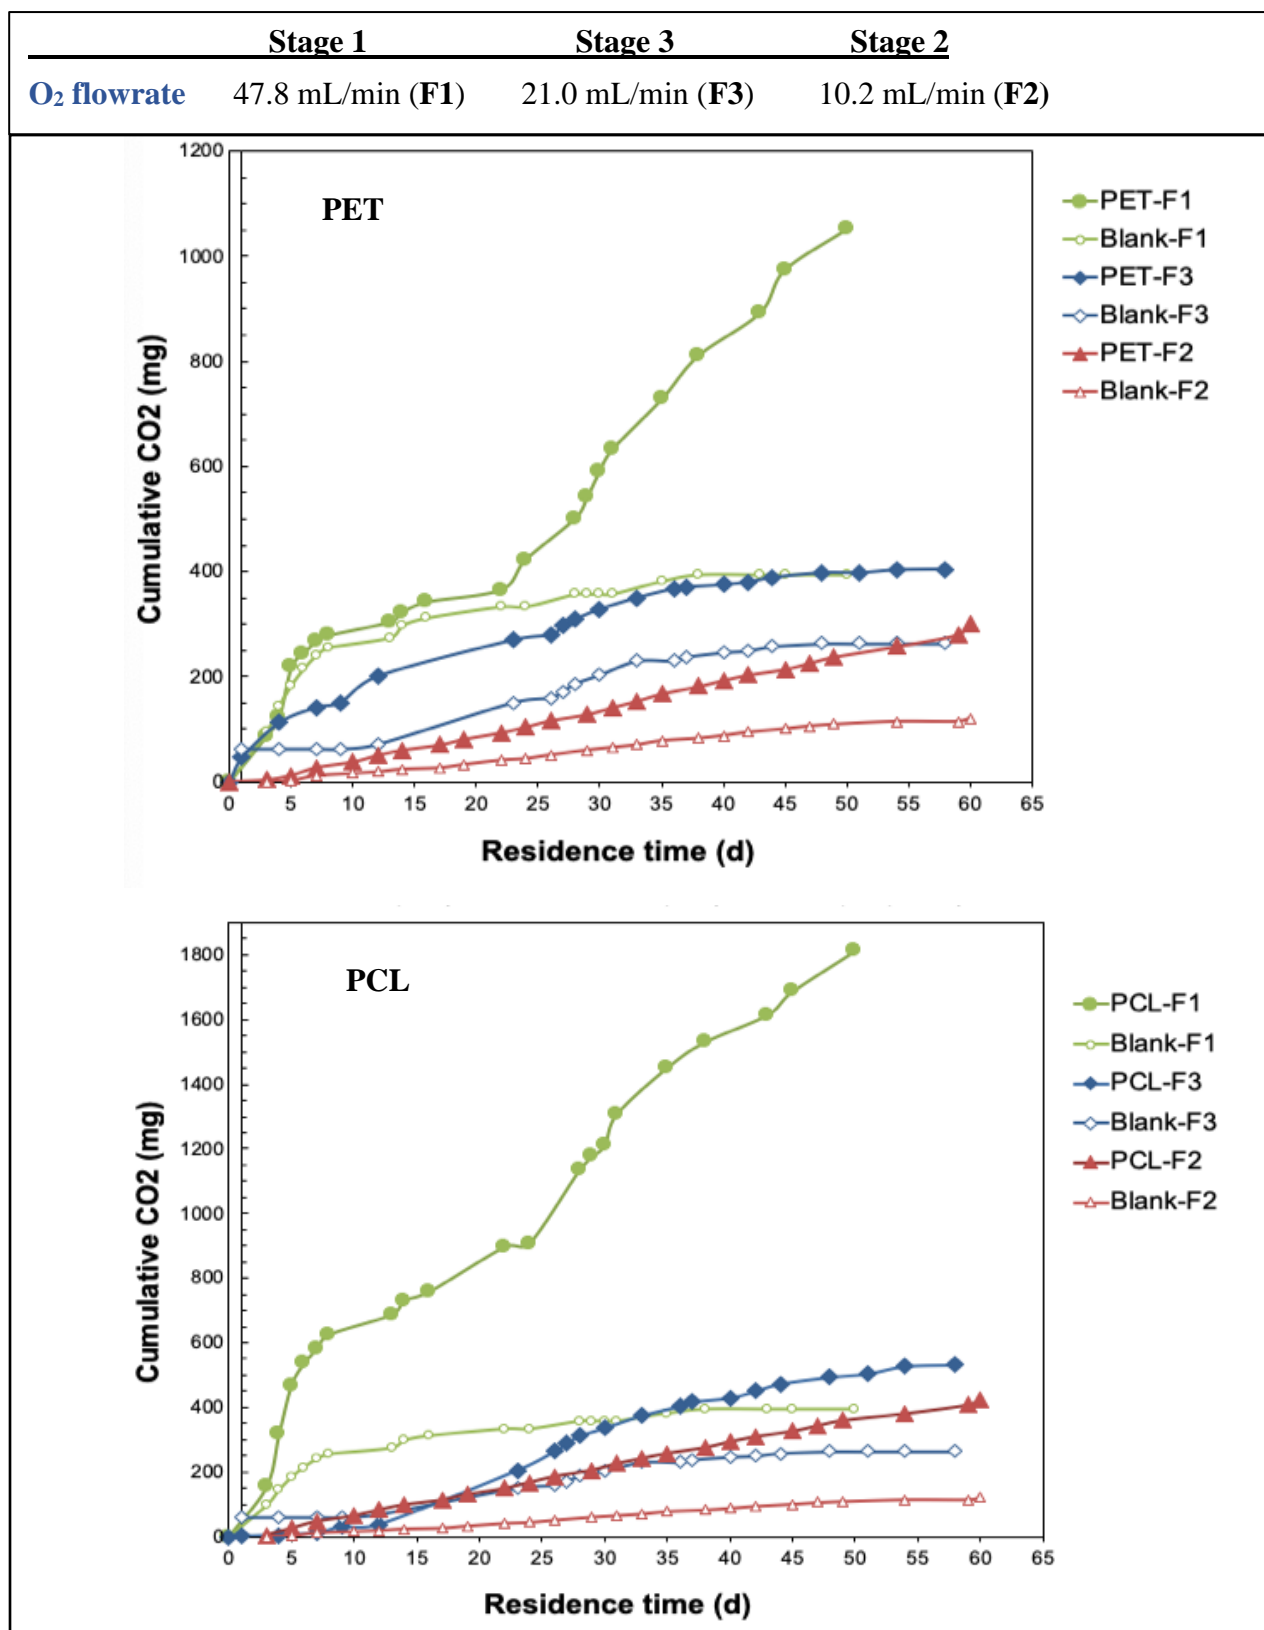 Stage 1 Stage 3 Stage 2
O₂ flowrate 47.8 mL/min (F1) 21.0 mL/min (F3) 10.2 mL/min (F2)
PET
1200
1000
800
600
400
200
0
Cumulative CO2 (mg)
0 5 10 15 20 25 30 35 40 45 50 55 60 65
Residence time (d)
PET-F1
Blank-F1
PET-F3
Blank-F3
PET-F2
Blank-F2
PCL
1800
1600
1400
1200
1000
800
600
400
200
0
Cumulative CO2 (mg)
0 5 10 15 20 25 30 35 40 45 50 55 60 65
Residence time (d)
PCL-F1
Blank-F1
PCL-F3
Blank-F3
PCL-F2
Blank-F2